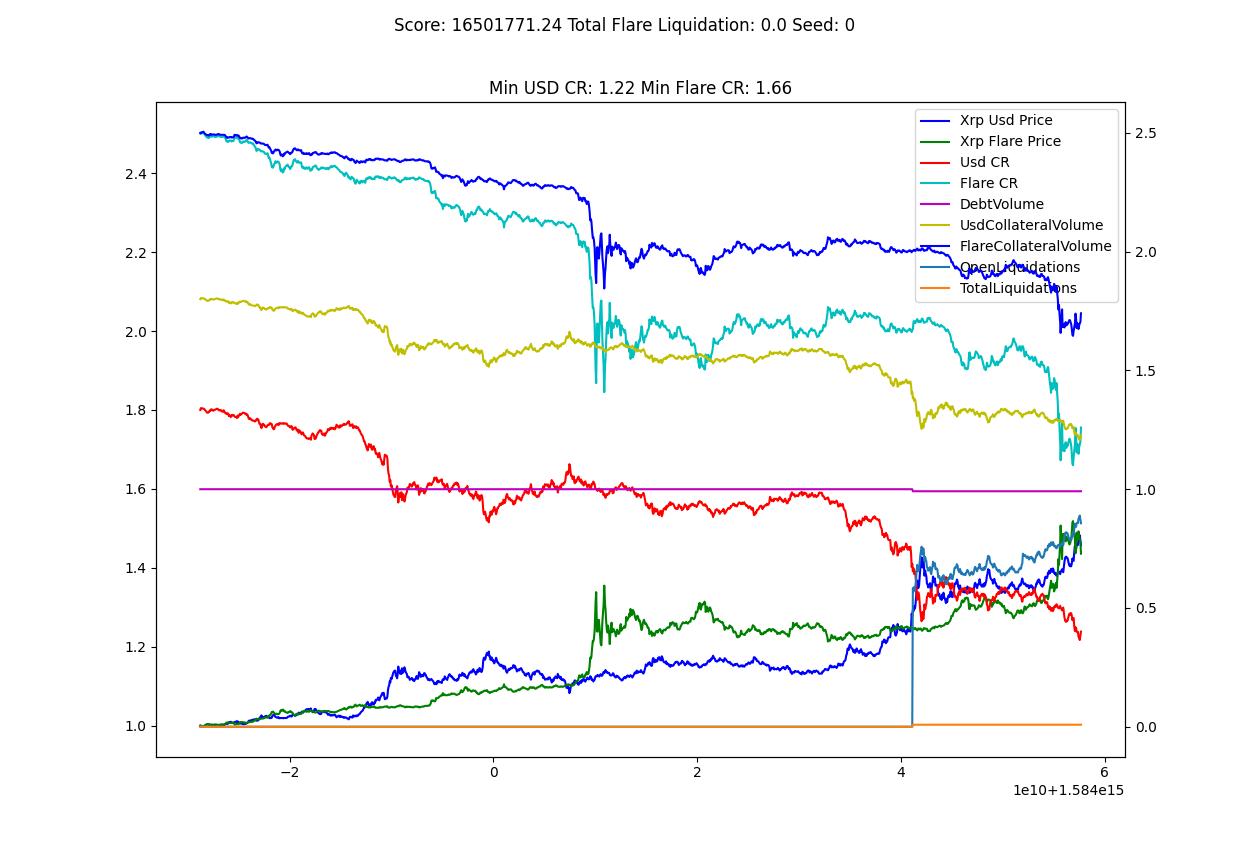 Score: 16501771.24 Total Flare Liquidation: 0.0 Seed: 0
Min USD CR: 1.22 Min Flare CR: 1.66
Xrp Usd Price
Xrp Flare Price
Usd CR
Flare CR
DebtVolume
UsdCollateralVolume
FlareCollateralVolume
OpenLiquidations
TotalLiquidations
2.4
2.2
2.0
1.8
1.6
1.4
1.2
1.0
2.5
2.0
1.5
1.0
0.5
0.0
−2 0 2 4 6
1e10+1.584e15